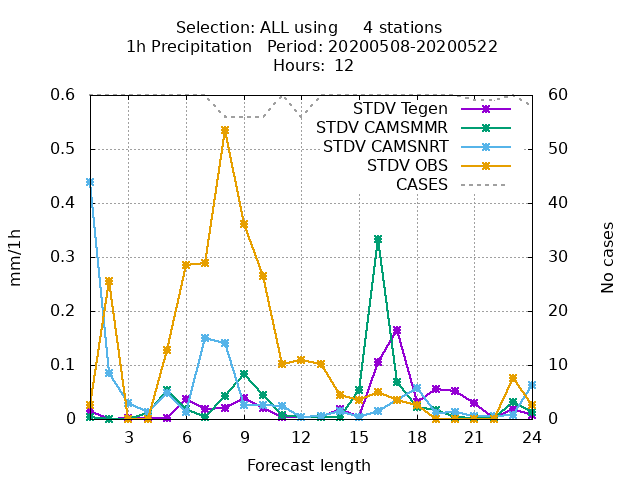 Selection: ALL using     4 stations
1h Precipitation   Period: 20200508-20200522
Hours: 12
0.6 60
STDV Tegen
STDV CAMSMMR
0.5 50
STDV CAMSNRT
STDV OBS
CASES
0.4 40
0.3 30
mm/1h
No cases
0.2 20
0.1 10
0 0
3 6 9 12 15 18 21 24
Forecast length